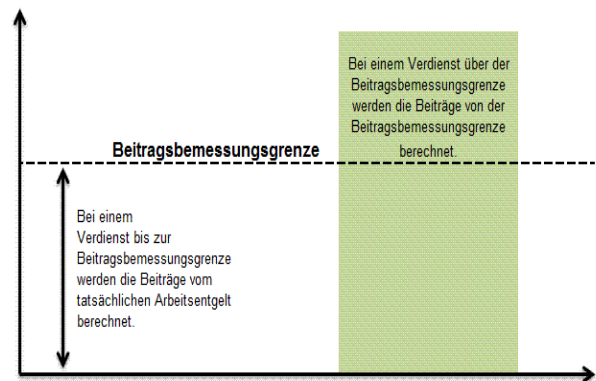 Bei einem Verdienst über der
Beitragsbemessungsgrenze
werden die Beiträge von der
Beitragsbemessungsgrenze
berechnet.
Beitragsbemessungsgrenze
Bei einem
Verdienst bis zur
Beitragsbemessungsgrenze
werden die Beiträge vom
tatsächlichen Arbeitsentgelt
berechnet.